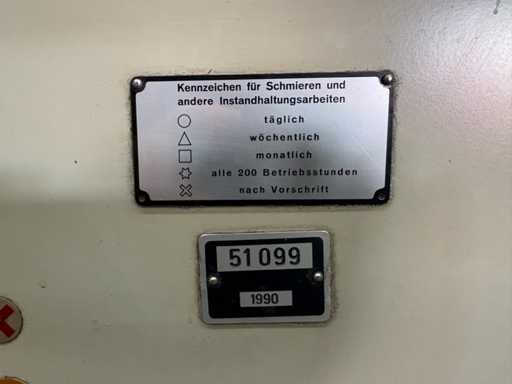 Kennzeichen für Schmieren und
andere Instandhaltungsarbeiten
täglich
wöchentlich
monatlich
alle 200 Betriebsstunden
nach Vorschrift
51099
1990